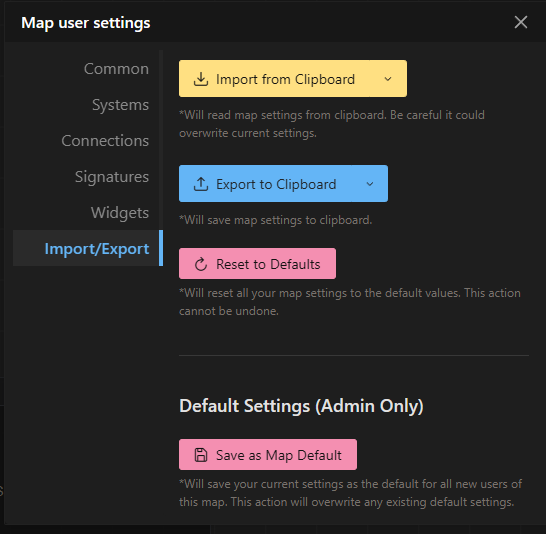 Map user settings
Common
Systems
Connections
Signatures
Widgets
Import/Export
Import from Clipboard
*Will read map settings from clipboard. Be careful it could
overwrite current settings.
Export to Clipboard
*Will save map settings to clipboard.
Reset to Defaults
*Will reset all your map settings to the default values. This action
cannot be undone.
Default Settings (Admin Only)
Save as Map Default
*Will save your current settings as the default for all new users of
this map. This action will overwrite any existing default settings.